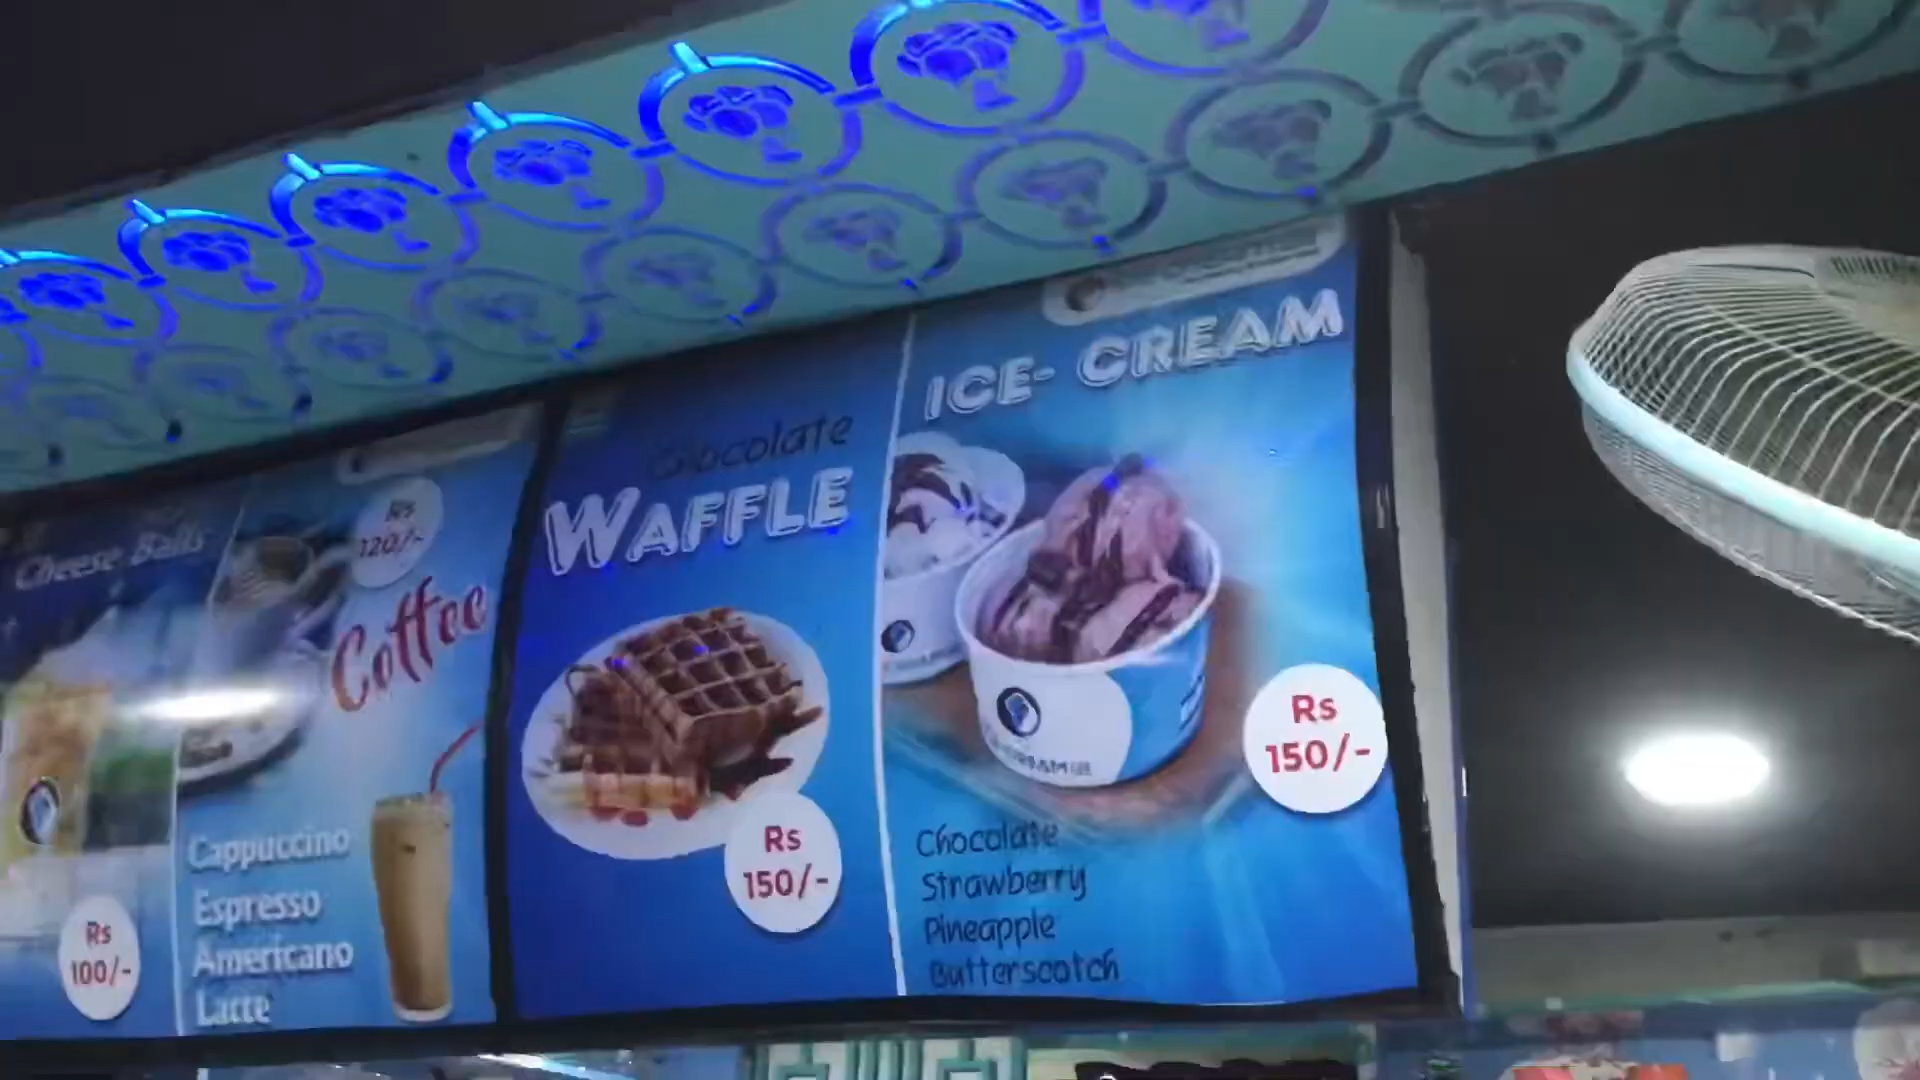 Cheese Balls
Rs
100/-
Rs
120/-
Coffee
Cappuccino
Espresso
Americano
Latte
Chocolate
WAFFLE
Rs
150/-
ICE- CREAM
Rs
150/-
Chocolate
Strawberry
Pineapple
Butterscotch